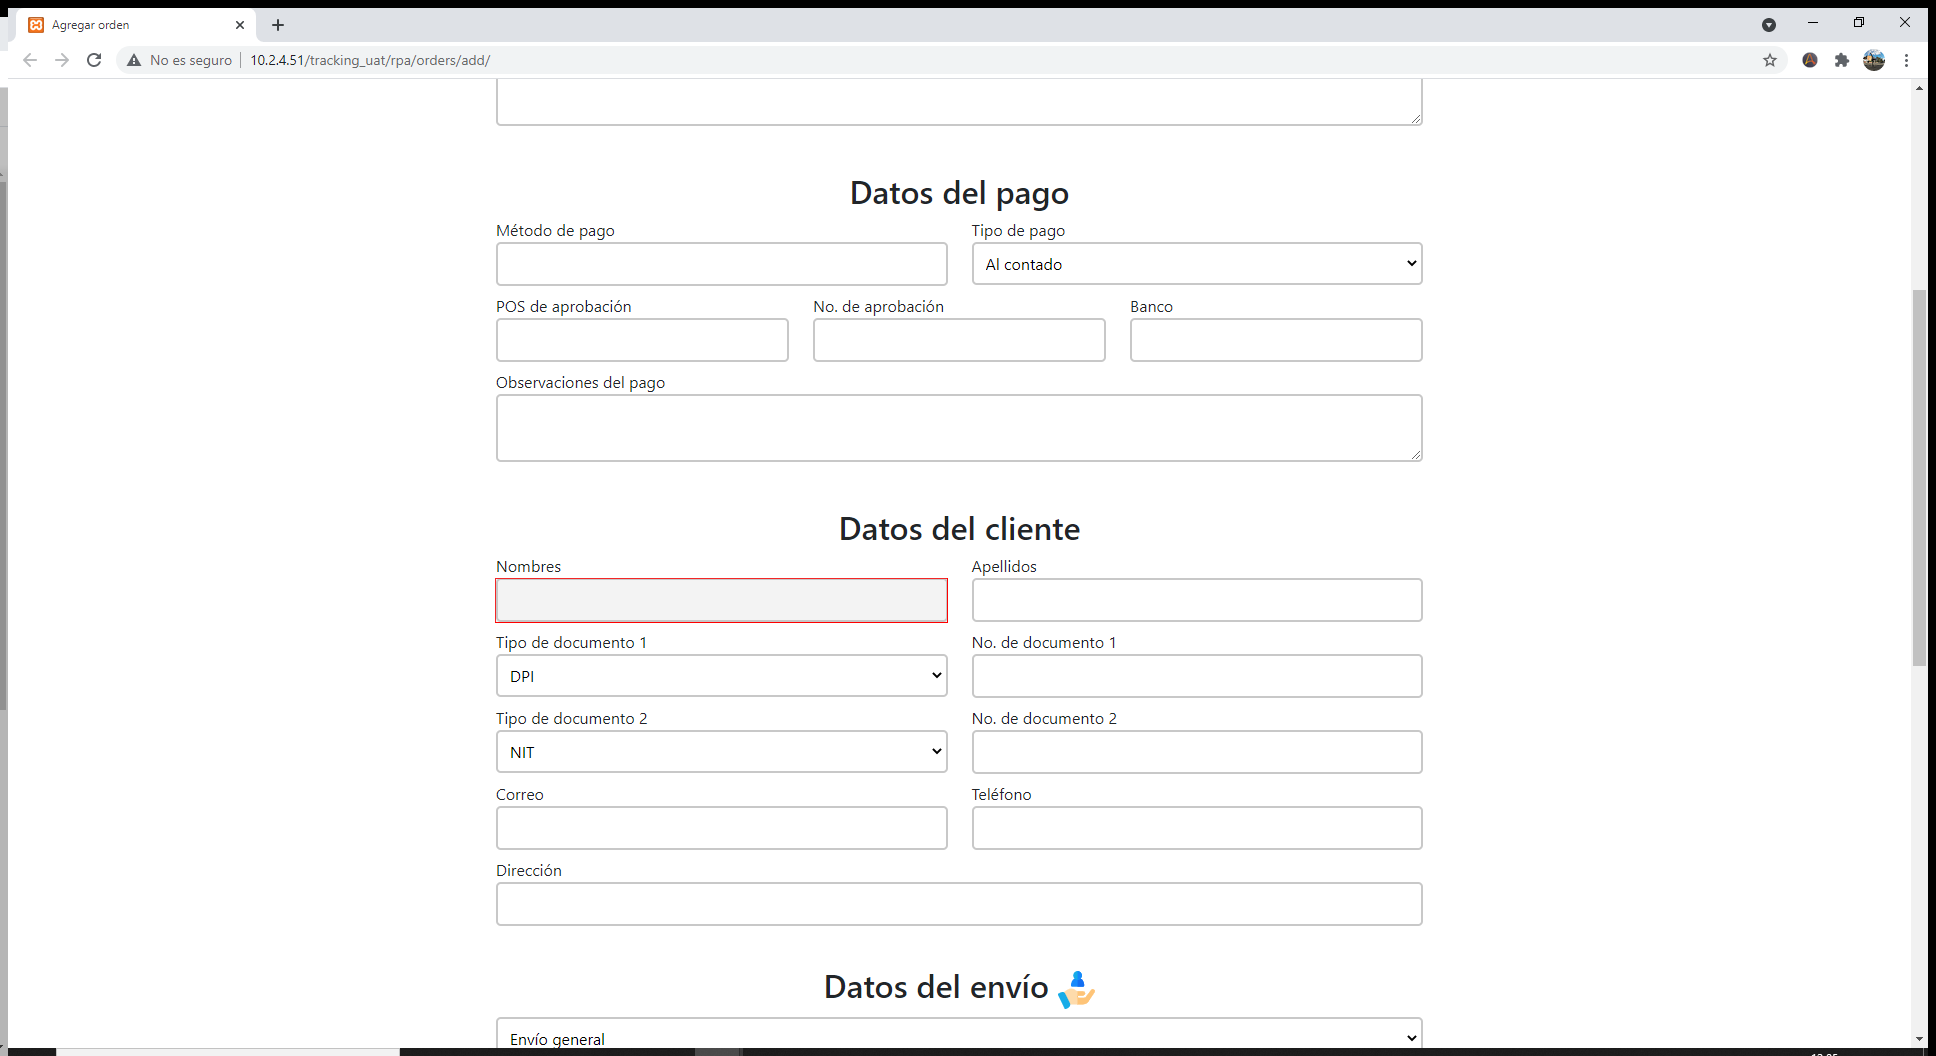 Agregar orden
No es seguro 10.2.4.51/tracking_uat/rpa/orders/add/
Datos del pago
Método de pago Tipo de pago
Al contado
POS de aprobación No. de aprobación Banco
Observaciones del pago
Datos del cliente
Nombres Apellidos
Tipo de documento 1 No. de documento 1
DPI
Tipo de documento 2 No. de documento 2
NIT
Correo Teléfono
Dirección
Datos del envío
Envío general